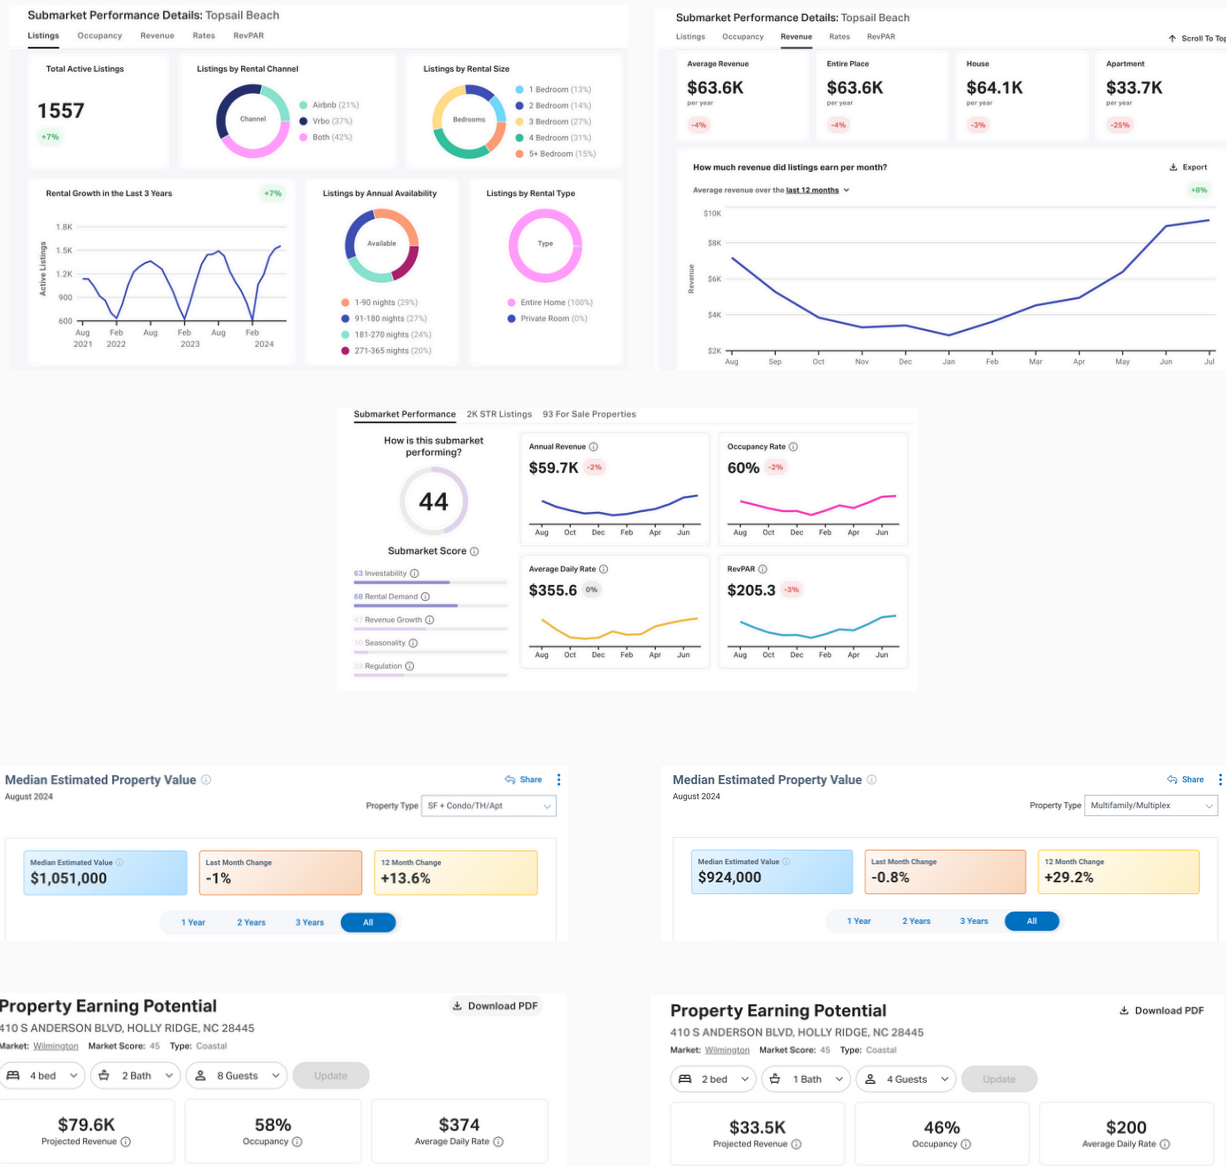 Submarket Performance Details: Topsail Beach
Listings Occupancy Revenue Rates RevPAR
Total Active Listings
1557
+7%
Listings by Rental Channel
Channel
Airbnb (21%)
Vrbo (37%)
Both (42%)
Listings by Rental Size
Bedrooms
1 Bedroom (13%)
2 Bedroom (14%)
3 Bedroom (27%)
4 Bedroom (31%)
5+ Bedroom (15%)
Rental Growth in the Last 3 Years +7%
Active Listings
1.8K
1.5K
1.2K
900
600
Aug Feb Aug Feb Aug Feb
2021 2022 2023 2024
Listings by Annual Availability
Available
1-90 nights (29%)
91-180 nights (27%)
181-270 nights (24%)
271-365 nights (20%)
Listings by Rental Type
Type
Entire Home (100%)
Private Room (0%)
Submarket Performance Details: Topsail Beach
Listings Occupancy Revenue Rates RevPAR
Scroll To Top
Average Revenue
$63.6K
per year
-4%
Entire Place
$63.6K
per year
-4%
House
$64.1K
per year
-3%
Apartment
$33.7K
per year
-25%
How much revenue did listings earn per month? Export
Average revenue over the last 12 months +8%
Revenue
$10K
$8K
$6K
$4K
$2K
Aug Sep Oct Nov Dec Jan Feb Mar Apr May Jun Jul
Submarket Performance 2K STR Listings 93 For Sale Properties
How is this submarket
performing?
44
Submarket Score
63 Investability
68 Rental Demand
47 Revenue Growth
10 Seasonality
33 Regulation
Annual Revenue
$59.7K -2%
Aug Oct Dec Feb Apr Jun
Occupancy Rate
60% -2%
Aug Oct Dec Feb Apr Jun
Average Daily Rate
$355.6 0%
Aug Oct Dec Feb Apr Jun
RevPAR
$205.3 -3%
Aug Oct Dec Feb Apr Jun
Median Estimated Property Value Share
August 2024
Property Type SF + Condo/TH/Apt
Median Estimated Value
$1,051,000
Last Month Change
-1%
12 Month Change
+13.6%
1 Year 2 Years 3 Years All
Median Estimated Property Value Share
August 2024
Property Type Multifamily/Multiplex
Median Estimated Value
$924,000
Last Month Change
-0.8%
12 Month Change
+29.2%
1 Year 2 Years 3 Years All
Property Earning Potential Download PDF
410 S ANDERSON BLVD, HOLLY RIDGE, NC 28445
Market: Wilmington Market Score: 45 Type: Coastal
4 bed 2 Bath 8 Guests Update
$79.6K
Projected Revenue
58%
Occupancy
$374
Average Daily Rate
Property Earning Potential Download PDF
410 S ANDERSON BLVD, HOLLY RIDGE, NC 28445
Market: Wilmington Market Score: 45 Type: Coastal
2 bed 1 Bath 4 Guests Update
$33.5K
Projected Revenue
46%
Occupancy
$200
Average Daily Rate